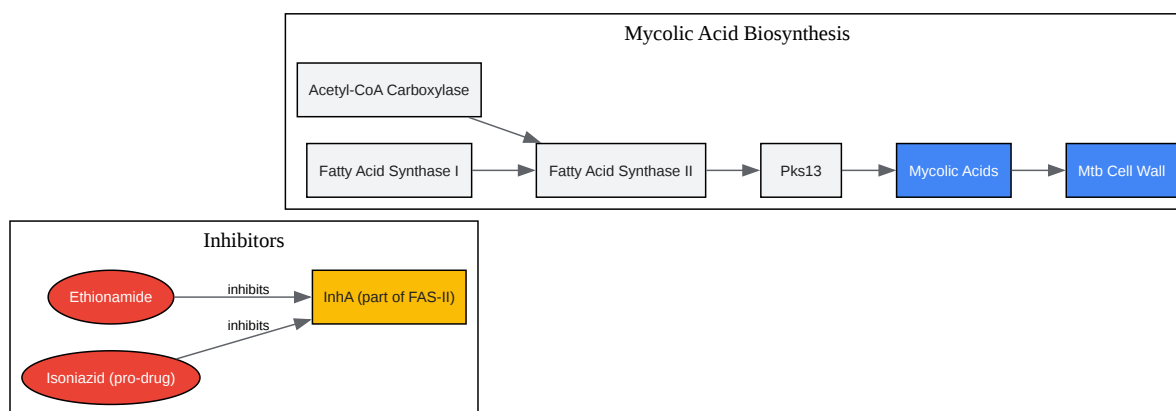 Mycolic Acid Biosynthesis
Acetyl-CoA Carboxylase
Fatty Acid Synthase I
Fatty Acid Synthase II
Pks13
Mycolic Acids
Mtb Cell Wall
Inhibitors
Ethionamide
inhibits
InhA (part of FAS-II)
inhibits
Isoniazid (pro-drug)